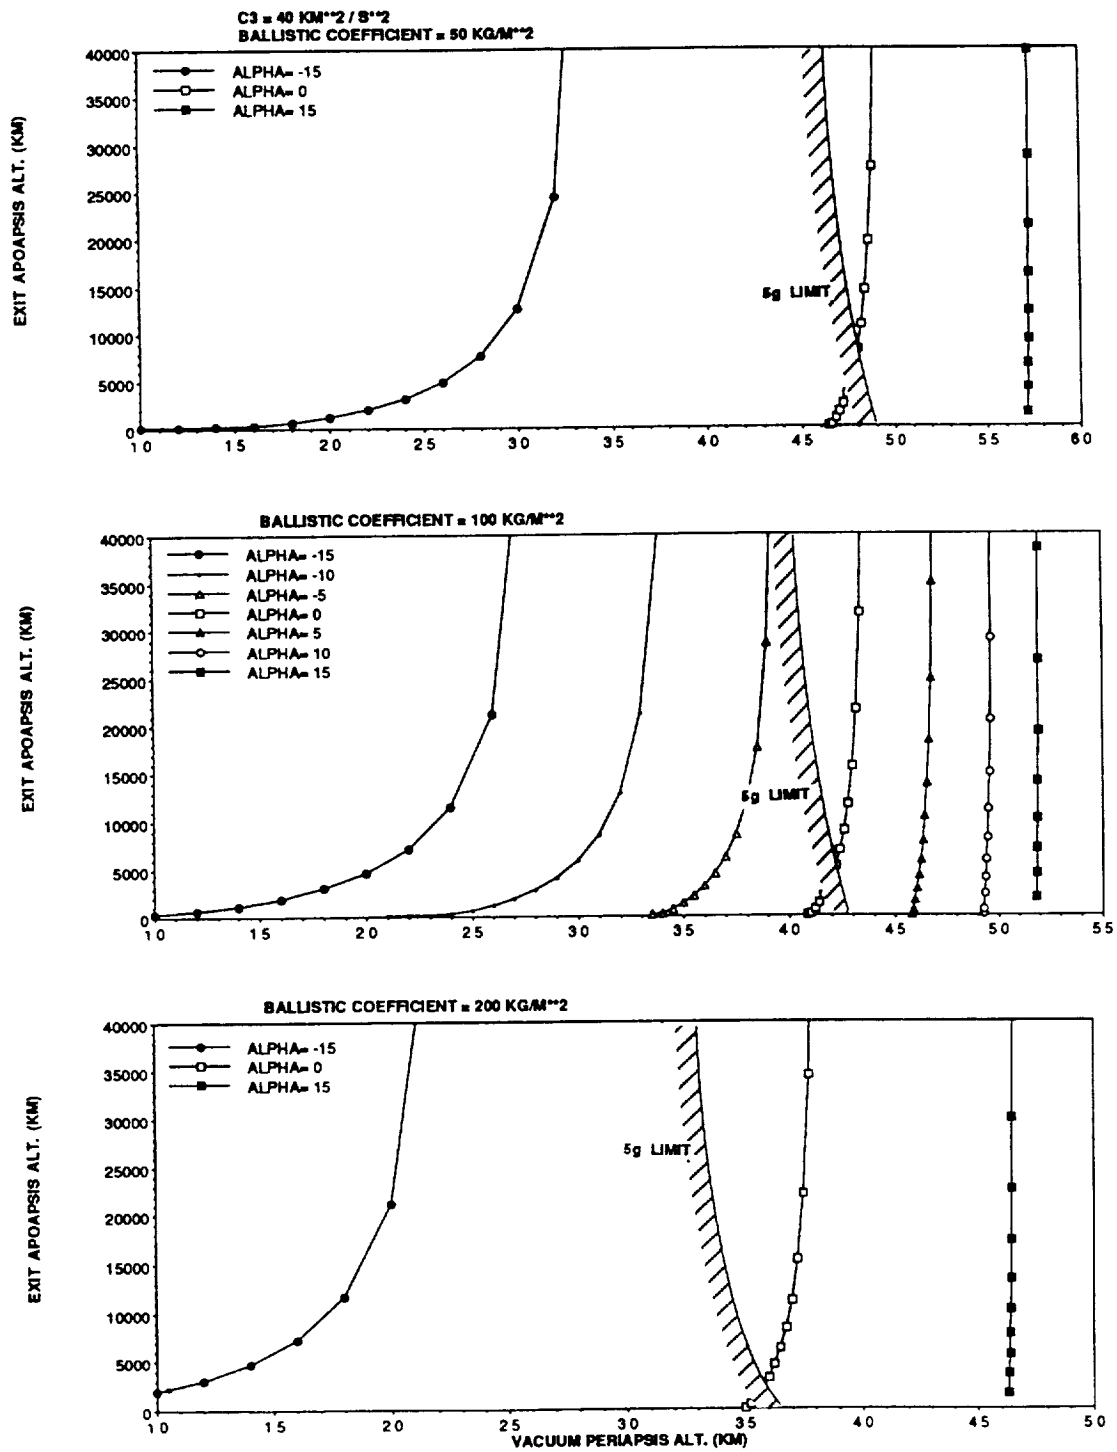 C3 = 40 KM**2 / S**2
BALLISTIC COEFFICIENT = 50 KG/M**2
40000
35000
30000
25000
20000
15000
10000
5000
0
EXIT APOAPSIS ALT. (KM)
ALPHA= -15
ALPHA= 0
ALPHA= 15
5g LIMIT
10 15 20 25 30 35 40 45 50 55 60
BALLISTIC COEFFICIENT = 100 KG/M**2
40000
35000
30000
25000
20000
15000
10000
5000
0
EXIT APOAPSIS ALT. (KM)
ALPHA= -15
ALPHA= -10
ALPHA= -5
ALPHA= 0
ALPHA= 5
ALPHA= 10
ALPHA= 15
5g LIMIT
10 15 20 25 30 35 40 45 50 55
BALLISTIC COEFFICIENT = 200 KG/M**2
40000
35000
30000
25000
20000
15000
10000
5000
0
EXIT APOAPSIS ALT. (KM)
ALPHA= -15
ALPHA= 0
ALPHA= 15
5g LIMIT
10 15 20 25 30 35 40 45 50
VACUUM PERIAPSIS ALT. (KM)